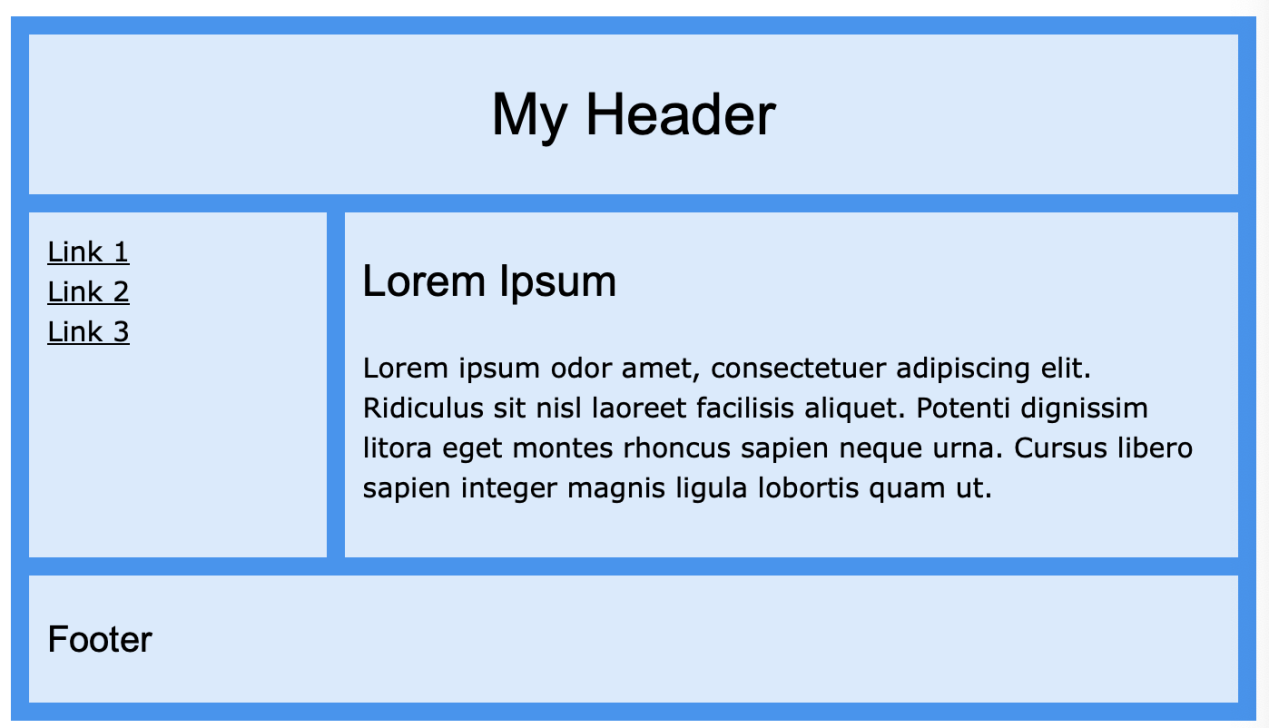 My Header
Link 1
Link 2
Link 3
Lorem Ipsum
Lorem ipsum odor amet, consectetuer adipiscing elit.
Ridiculus sit nisl laoreet facilisis aliquet. Potenti dignissim
litora eget montes rhoncus sapien neque urna. Cursus libero
sapien integer magnis ligula lobortis quam ut.
Footer